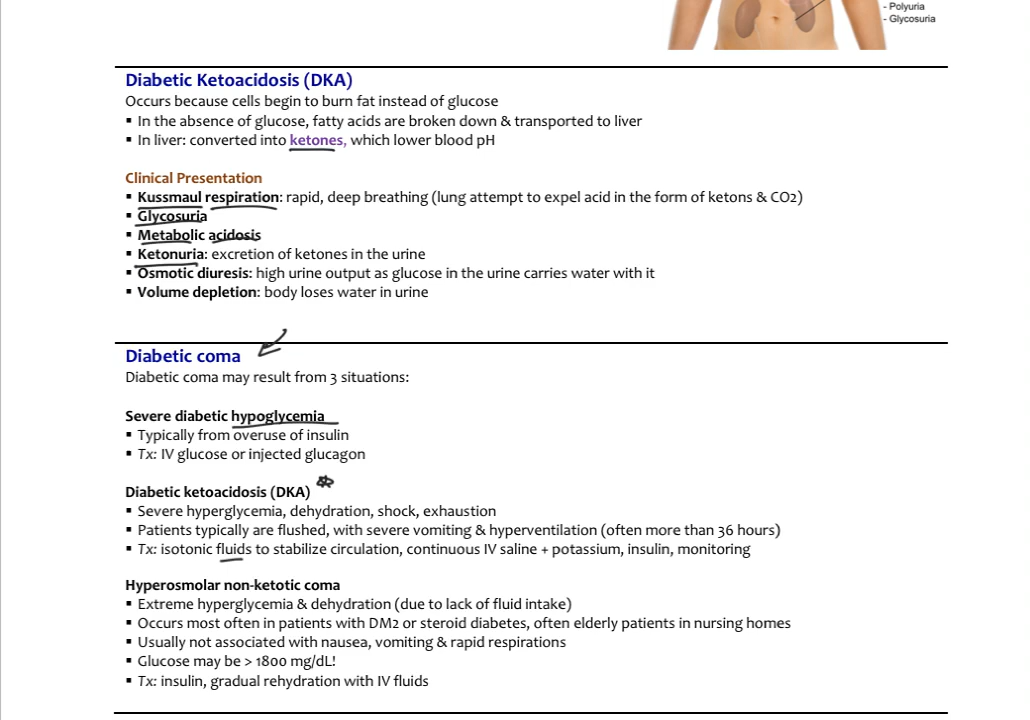 - Polyuria
- Glycosuria
Diabetic Ketoacidosis (DKA)
Occurs because cells begin to burn fat instead of glucose
▪ In the absence of glucose, fatty acids are broken down & transported to liver
▪ In liver: converted into ketones, which lower blood pH
Clinical Presentation
▪ Kussmaul respiration: rapid, deep breathing (lung attempt to expel acid in the form of ketons & CO2)
▪ Glycosuria
▪ Metabolic acidosis
▪ Ketonuria: excretion of ketones in the urine
▪ Osmotic diuresis: high urine output as glucose in the urine carries water with it
▪ Volume depletion: body loses water in urine
Diabetic coma
Diabetic coma may result from 3 situations:
Severe diabetic hypoglycemia
▪ Typically from overuse of insulin
▪ Tx: IV glucose or injected glucagon
Diabetic ketoacidosis (DKA)
▪ Severe hyperglycemia, dehydration, shock, exhaustion
▪ Patients typically are flushed, with severe vomiting & hyperventilation (often more than 36 hours)
▪ Tx: isotonic fluids to stabilize circulation, continuous IV saline + potassium, insulin, monitoring
Hyperosmolar non-ketotic coma
▪ Extreme hyperglycemia & dehydration (due to lack of fluid intake)
▪ Occurs most often in patients with DM2 or steroid diabetes, often elderly patients in nursing homes
▪ Usually not associated with nausea, vomiting & rapid respirations
▪ Glucose may be > 1800 mg/dL!
▪ Tx: insulin, gradual rehydration with IV fluids